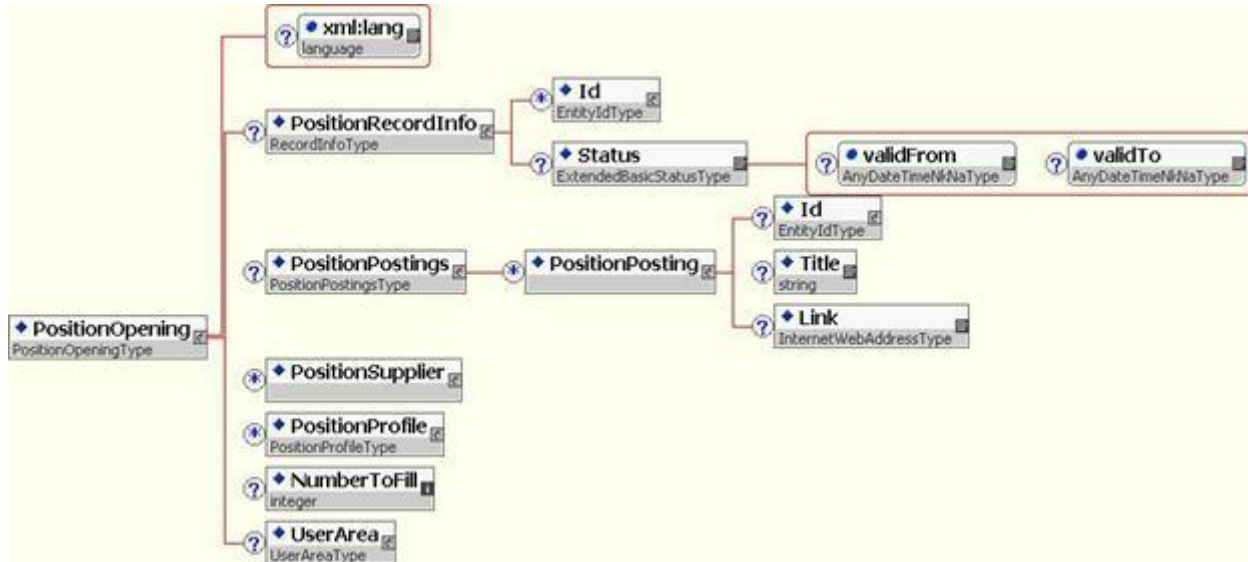 xml:lang
language
PositionRecordInfo
RecordInfoType
Id
EntityIdType
Status
ExtendedBasicStatusType
validFrom
AnyDateTimeNkNaType
validTo
AnyDateTimeNkNaType
PositionPostings
PositionPostingsType
PositionPosting
Id
EntityIdType
Title
string
Link
InternetWebAddressType
PositionOpening
PositionOpeningType
PositionSupplier
PositionProfile
PositionProfileType
NumberToFill
integer
UserArea
UserAreaType